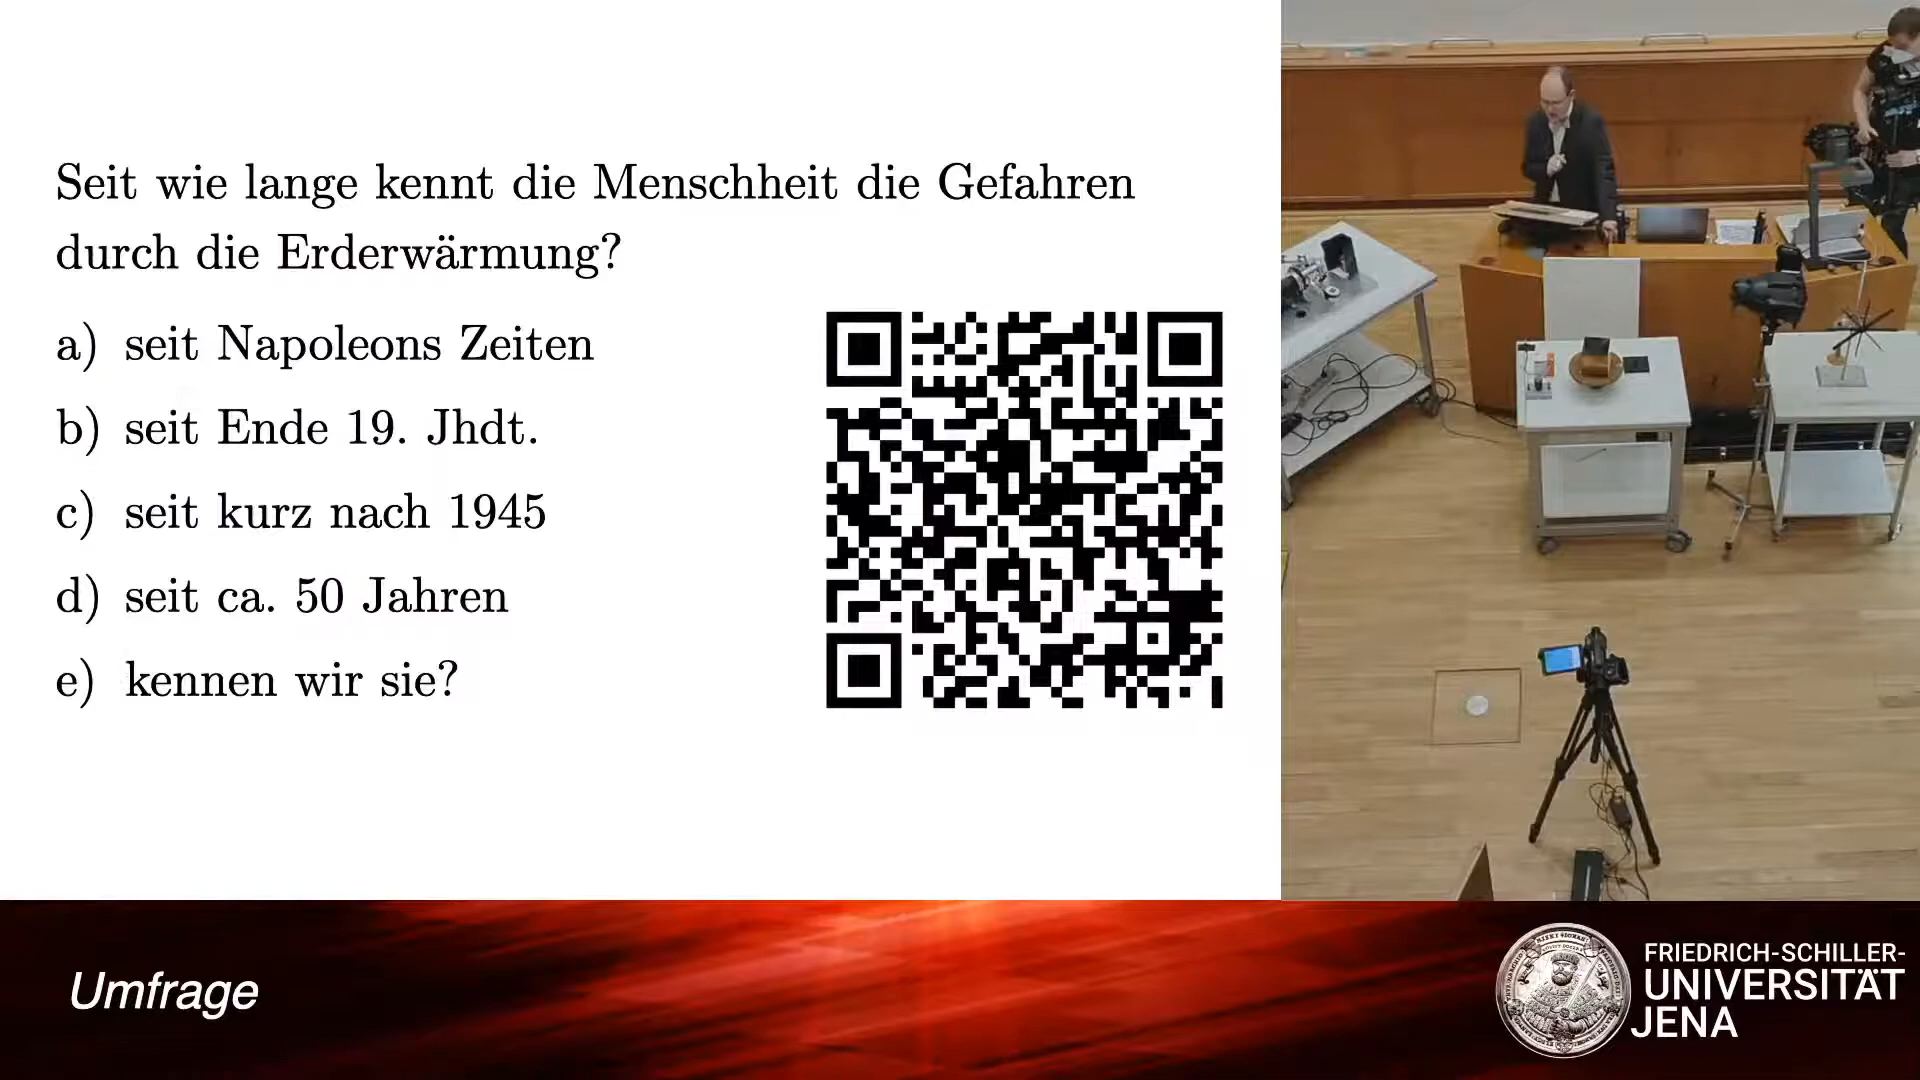 Seit wie lange kennt die Menschheit die Gefahren
durch die Erderwärmung?
a) seit Napoleons Zeiten
b) seit Ende 19. Jhdt.
c) seit kurz nach 1945
d) seit ca. 50 Jahren
e) kennen wir sie?
Umfrage
FRIEDRICH-SCHILLER-
UNIVERSITÄT
JENA